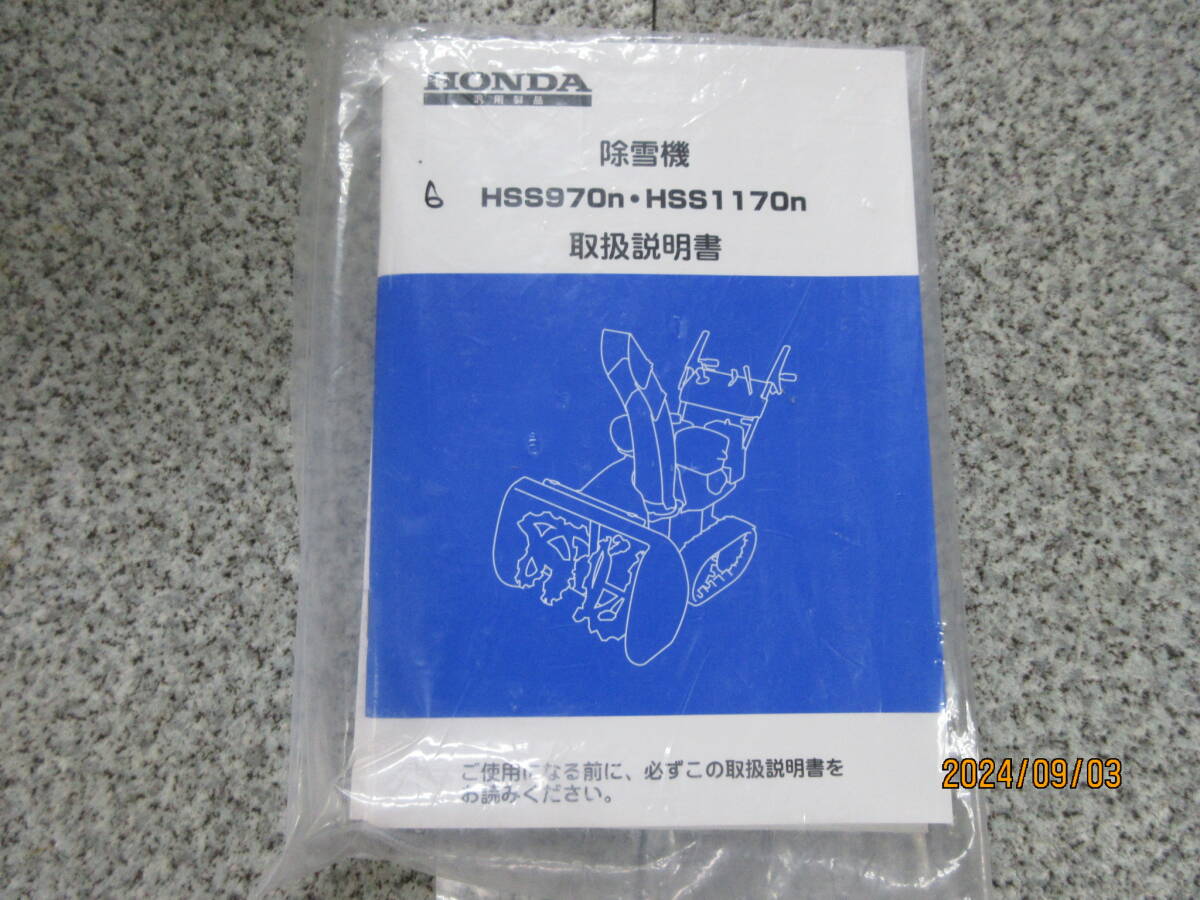 HONDA
汎用製品
除雪機
6 HSS970n・HSS1170n
取扱説明書
ご使用になる前に、必ずこの取扱説明書を
お読みください。
2024/09/03